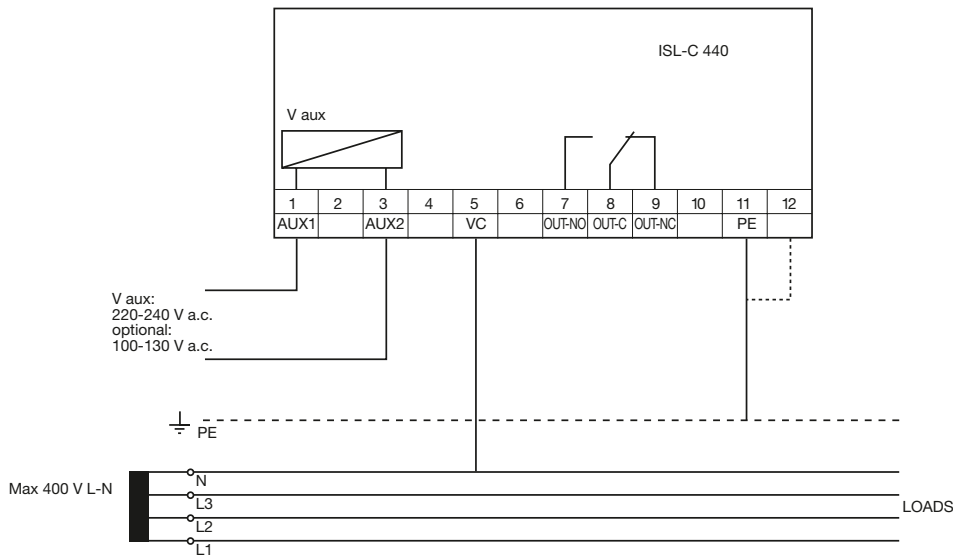 ISL-C 440
V aux
1 2 3 4 5 6 7 8 9 10 11 12
AUX1 AUX2 VC OUT-NO OUT-C OUT-NC PE
V aux:
220-240 V a.c.
optional:
100-130 V a.c.
PE
Max 400 V L-N
N
L3
LOADS
L2
L1